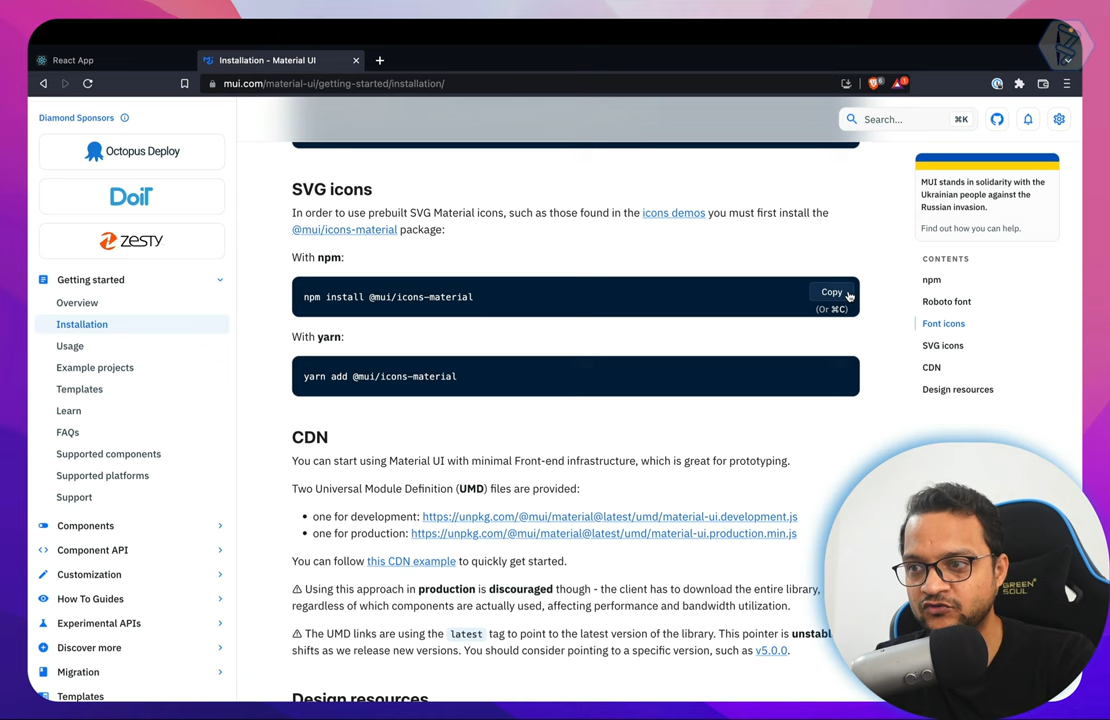 React App
Installation - Material UI
mui.com/material-ui/getting-started/installation/
6
1
Diamond Sponsors
Octopus Deploy
DoiT
ZESTY
Getting started
Overview
Installation
Usage
Example projects
Templates
Learn
FAQs
Supported components
Supported platforms
Support
Components
Component API
Customization
How To Guides
Experimental APIs
Discover more
Migration
Templates
Search...
⌘K
SVG icons
In order to use prebuilt SVG Material icons, such as those found in the icons demos you must first install the
@mui/icons-material package:
With npm:
npm install @mui/icons-material
Copy
(Or ⌘C)
With yarn:
yarn add @mui/icons-material
CDN
You can start using Material UI with minimal Front-end infrastructure, which is great for prototyping.
Two Universal Module Definition (UMD) files are provided:
• one for development: https://unpkg.com/@mui/material@latest/umd/material-ui.development.js
• one for production: https://unpkg.com/@mui/material@latest/umd/material-ui.production.min.js
You can follow this CDN example to quickly get started.
⚠ Using this approach in production is discouraged though - the client has to download the entire library,
regardless of which components are actually used, affecting performance and bandwidth utilization.
⚠ The UMD links are using the latest tag to point to the latest version of the library. This pointer is unstabl
shifts as we release new versions. You should consider pointing to a specific version, such as v5.0.0.
Design resources
MUI stands in solidarity with the
Ukrainian people against the
Russian invasion.
Find out how you can help.
CONTENTS
npm
Roboto font
Font icons
SVG icons
CDN
Design resources
GREEN
SOUL